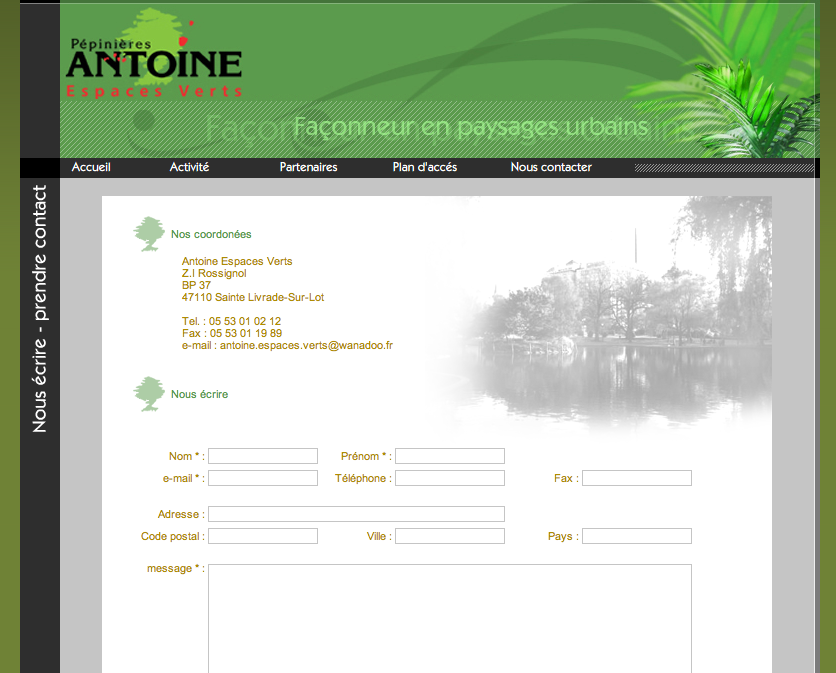 Pépinières
ANTOINE
Espaces Verts
Façonneur en paysages urbains
Accueil
Activité
Partenaires
Plan d'accés
Nous contacter
Nous écrire - prendre contact
Nos coordonées
Antoine Espaces Verts
Z.I Rossignol
BP 37
47110 Sainte Livrade-Sur-Lot
Tel. : 05 53 01 02 12
Fax : 05 53 01 19 89
e-mail : antoine.espaces.verts@wanadoo.fr
Nous écrire
Nom * :
Prénom * :
e-mail * :
Téléphone :
Fax :
Adresse :
Code postal :
Ville :
Pays :
message * :